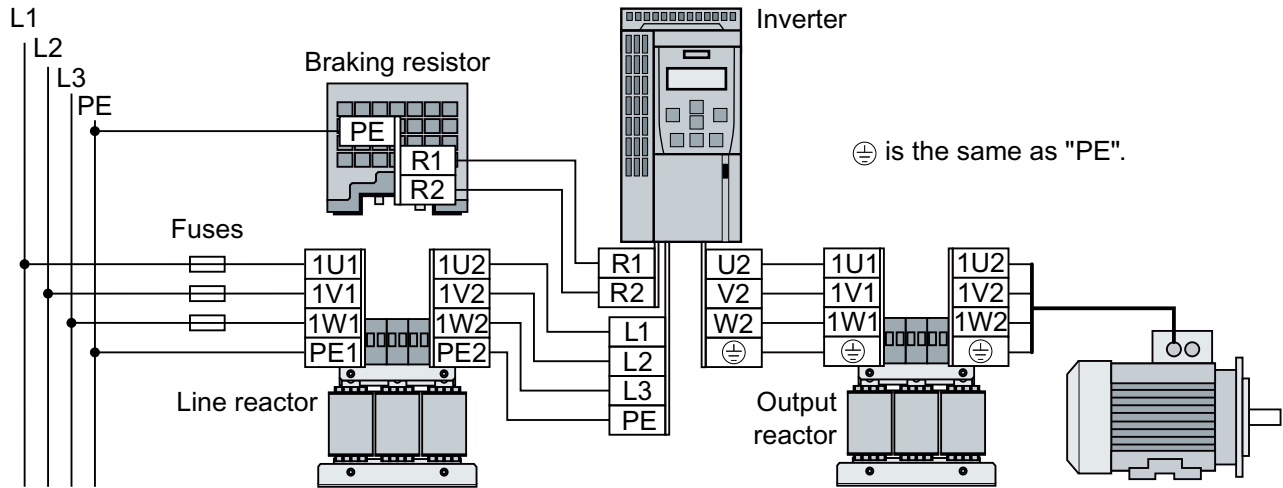 L1
L2
L3
PE
Braking resistor
PE
R1
R2
Inverter
⏚ is the same as "PE".
Fuses
1U1
1V1
1W1
PE1
1U2
1V2
1W2
PE2
Line reactor
R1
R2
L1
L2
L3
PE
U2
V2
W2
⏚
1U1
1V1
1W1
⏚
1U2
1V2
1W2
⏚
Output
reactor